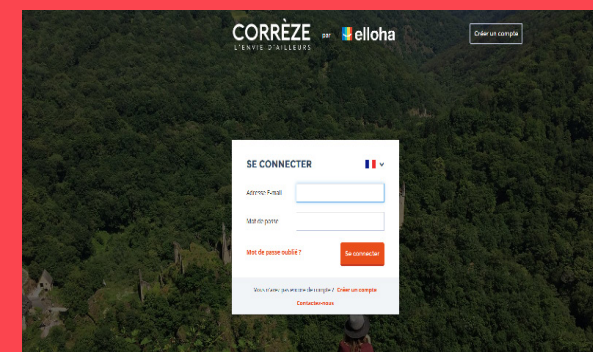 CORRÈZE par elloha
L'ENVIE D'AILLEURS
Créer un compte
SE CONNECTER
Adresse E-mail
Mot de passe
Mot de passe oublié ?
Se connecter
Vous n'avez pas encore de compte ? Créer un compte
Contactez-nous